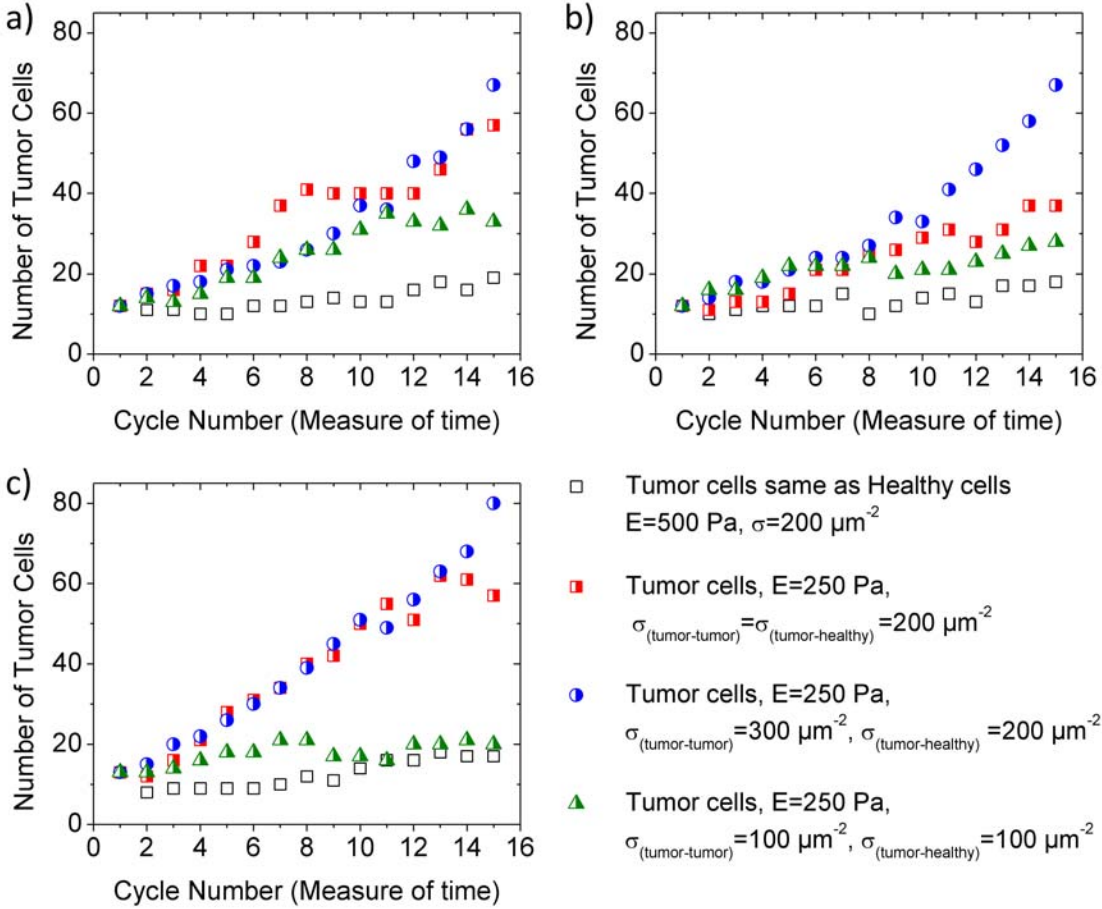 a)
80
60
40
20
0
Number of Tumor Cells
0 2 4 6 8 10 12 14 16
Cycle Number (Measure of time)
b)
80
60
40
20
0
Number of Tumor Cells
0 2 4 6 8 10 12 14 16
Cycle Number (Measure of time)
c)
80
60
40
20
0
Number of Tumor Cells
0 2 4 6 8 10 12 14 16
Cycle Number (Measure of time)
Tumor cells same as Healthy cells
E=500 Pa, σ=200 µm⁻²
Tumor cells, E=250 Pa,
σ(tumor-tumor)=σ(tumor-healthy)=200 µm⁻²
Tumor cells, E=250 Pa,
σ(tumor-tumor)=300 µm⁻², σ(tumor-healthy)=200 µm⁻²
Tumor cells, E=250 Pa,
σ(tumor-tumor)=100 µm⁻², σ(tumor-healthy)=100 µm⁻²